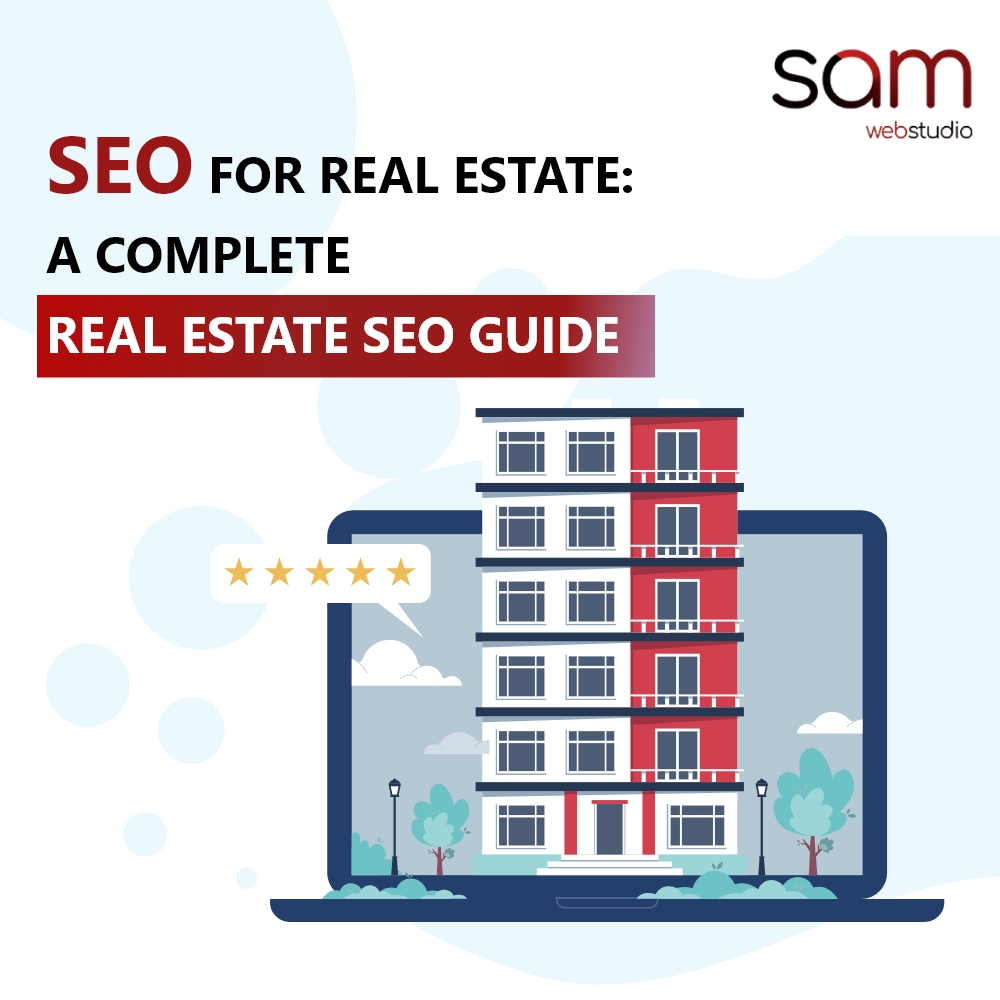 sam
webstudio
SEO FOR REAL ESTATE:
A COMPLETE
REAL ESTATE SEO GUIDE